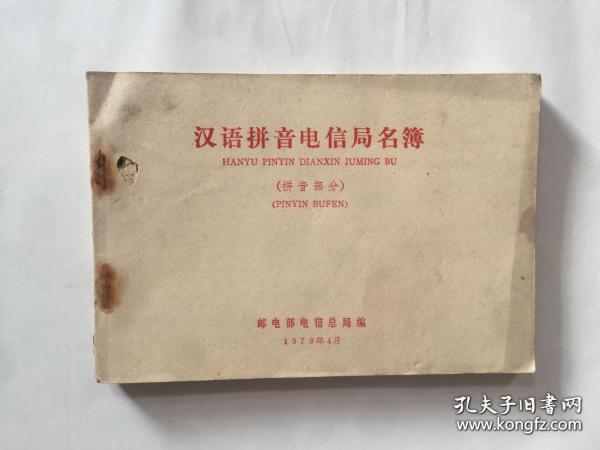 汉语拼音电信局名簿
HANYU PINYIN DIANXIN JUMING BU
(拼音部分)
(PINYIN BUFEN)
邮电部电信总局编
1979年4月
孔夫子旧书网
www.kongfz.com